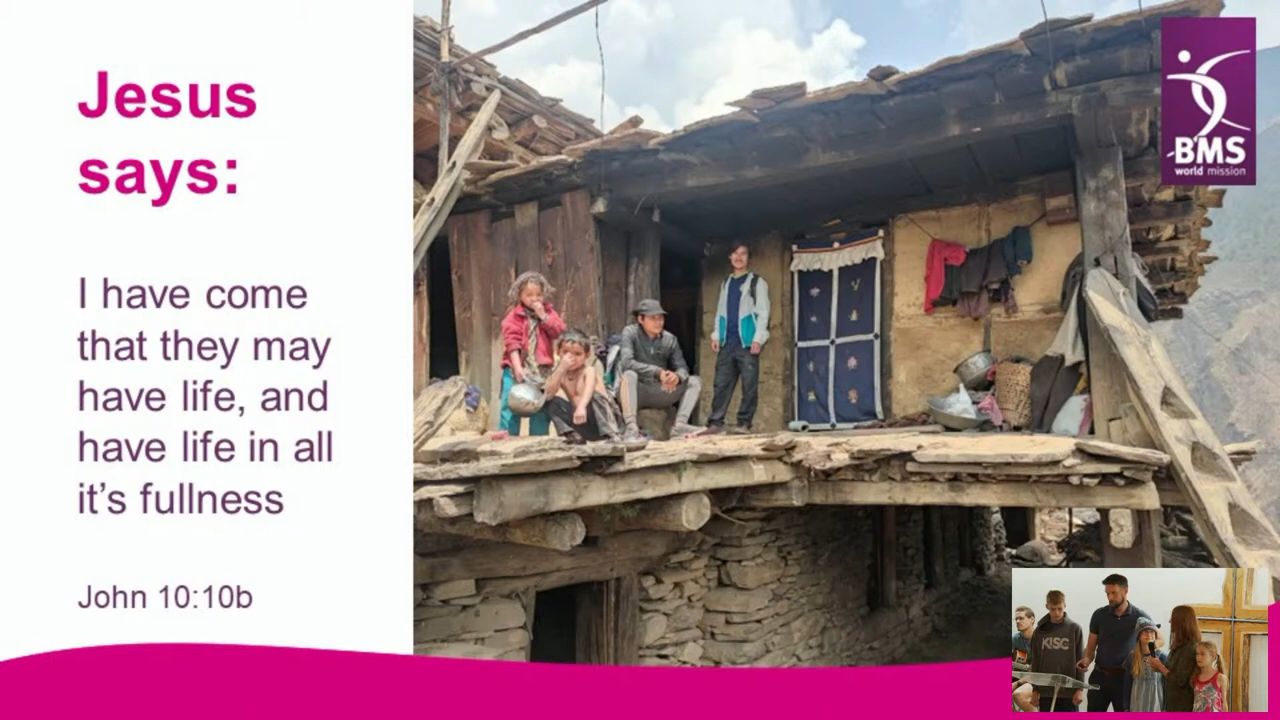 Jesus
says:
I have come
that they may
have life, and
have life in all
it’s fullness
John 10:10b
BMS
world mission
KISC